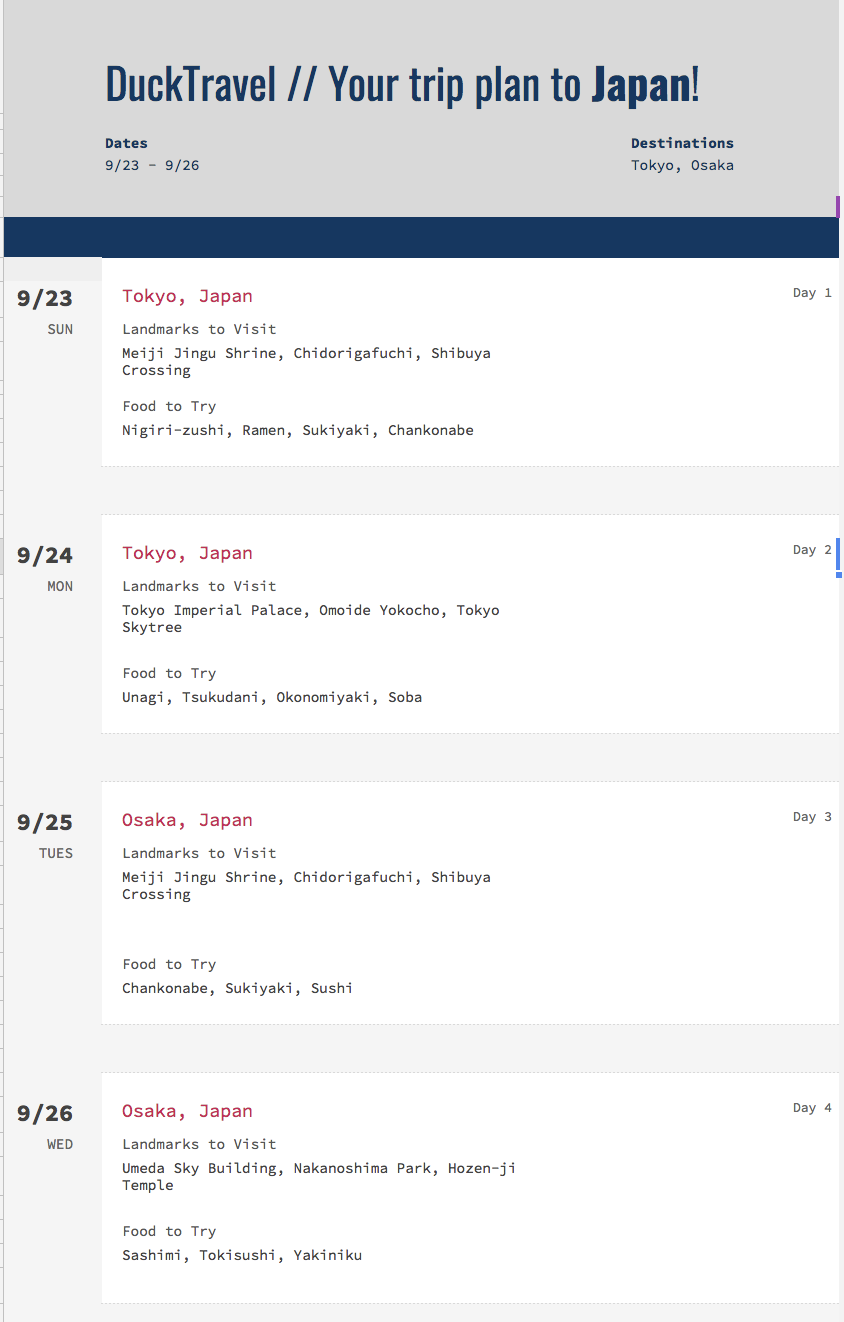 DuckTravel // Your trip plan to Japan!
Dates
Destinations
9/23 - 9/26
Tokyo, Osaka
9/23
SUN
Tokyo, Japan
Day 1
Landmarks to Visit
Meiji Jingu Shrine, Chidorigafuchi, Shibuya
Crossing
Food to Try
Nigiri-zushi, Ramen, Sukiyaki, Chankonabe
9/24
MON
Tokyo, Japan
Day 2
Landmarks to Visit
Tokyo Imperial Palace, Omoide Yokocho, Tokyo
Skytree
Food to Try
Unagi, Tsukudani, Okonomiyaki, Soba
9/25
TUES
Osaka, Japan
Day 3
Landmarks to Visit
Meiji Jingu Shrine, Chidorigafuchi, Shibuya
Crossing
Food to Try
Chankonabe, Sukiyaki, Sushi
9/26
WED
Osaka, Japan
Day 4
Landmarks to Visit
Umeda Sky Building, Nakanoshima Park, Hozen-ji
Temple
Food to Try
Sashimi, Tokisushi, Yakiniku